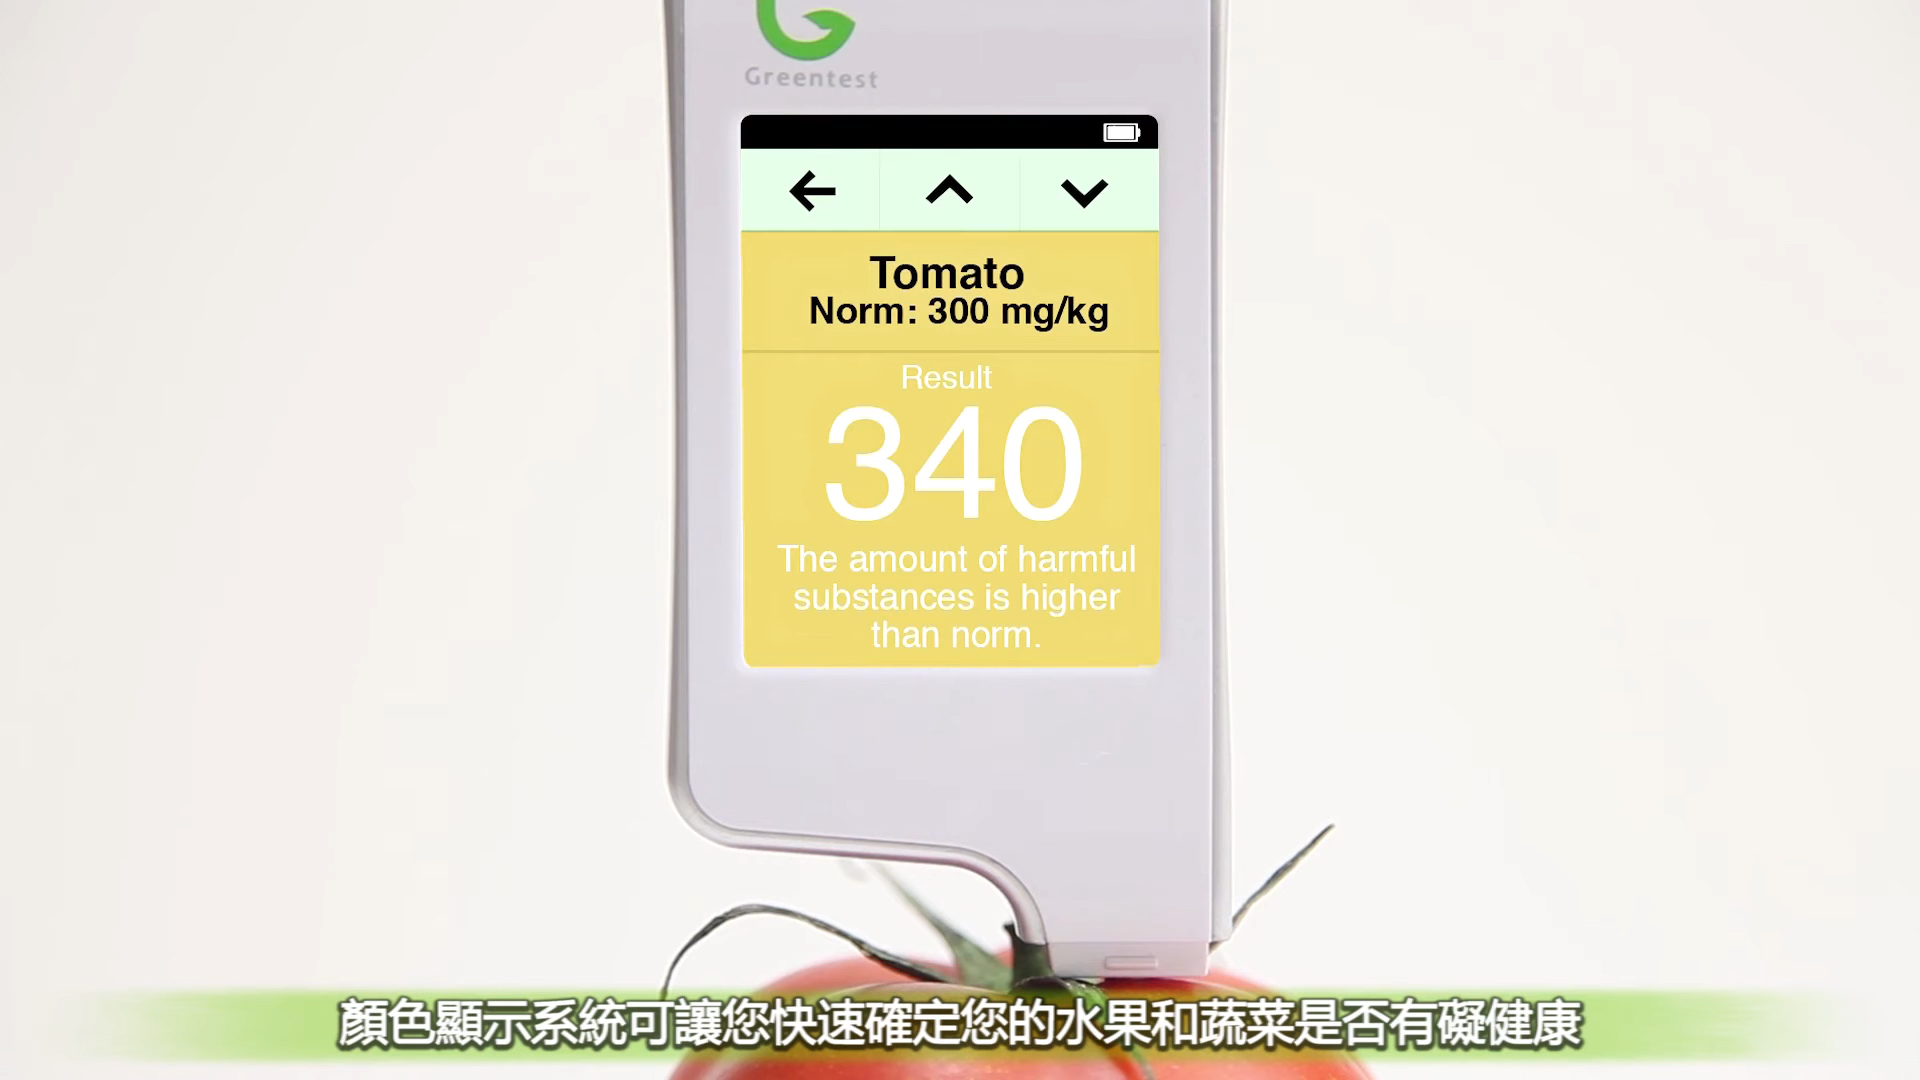 Greentest
Tomato
Norm: 300 mg/kg
Result
340
The amount of harmful
substances is higher
than norm.
顏色顯示系統可讓您快速確定您的水果和蔬菜是否有礙健康